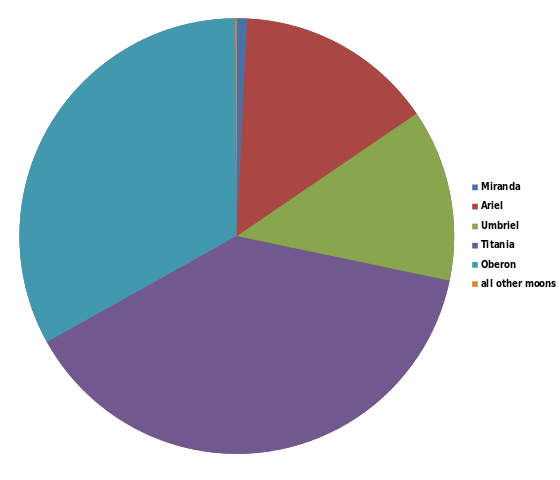 Miranda
Ariel
Umbriel
Titania
Oberon
all other moons